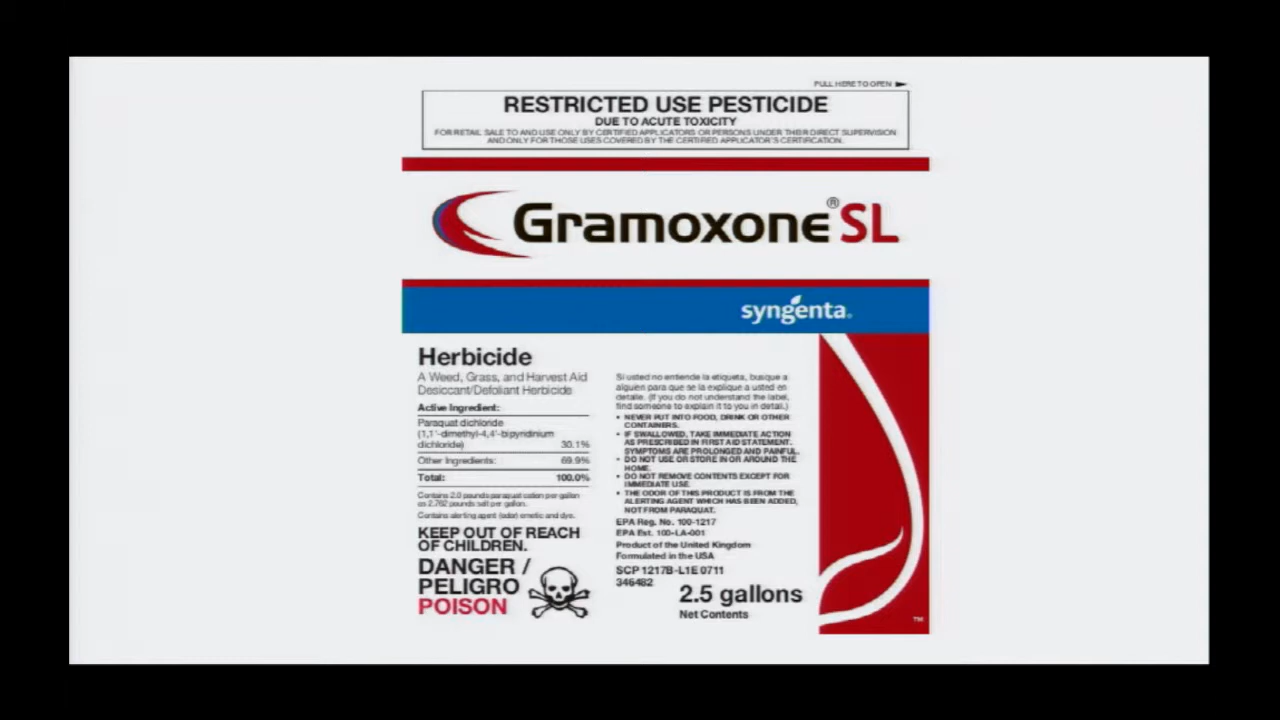 PULL HERE TO OPEN
RESTRICTED USE PESTICIDE
DUE TO ACUTE TOXICITY
FOR RETAIL SALE TO AND USE ONLY BY CERTIFIED APPLICATORS OR PERSONS UNDER THEIR DIRECT SUPERVISION
AND ONLY FOR THOSE USES COVERED BY THE CERTIFIED APPLICATOR'S CERTIFICATION.
Gramoxone® SL
syngenta®
Herbicide
A Weed, Grass, and Harvest Aid
Desiccant/Defoliant Herbicide
Active Ingredient:
Paraquat dichloride
(1,1'-dimethyl-4,4'-bipyridinium
dichloride) 30.1%
Other Ingredients: 69.9%
Total: 100.0%
Contains 2.0 pounds paraquat cation per gallon
as 2.762 pounds salt per gallon.
Contains alerting agent (odor) emetic and dye.
KEEP OUT OF REACH
OF CHILDREN.
DANGER /
PELIGRO
POISON
Si usted no entiende la etiqueta, busque a
alguien para que se la explique a usted en
detalle. (If you do not understand the label,
find someone to explain it to you in detail.)
• NEVER PUT INTO FOOD, DRINK OR OTHER
CONTAINERS.
• IF SWALLOWED, TAKE IMMEDIATE ACTION
AS PRESCRIBED IN FIRST AID STATEMENT.
SYMPTOMS ARE PROLONGED AND PAINFUL.
• DO NOT USE OR STORE IN OR AROUND THE
HOME.
• DO NOT REMOVE CONTENTS EXCEPT FOR
IMMEDIATE USE.
• THE ODOR OF THIS PRODUCT IS FROM THE
ALERTING AGENT WHICH HAS BEEN ADDED,
NOT FROM PARAQUAT.
EPA Reg. No. 100-1217
EPA Est. 100-LA-001
Product of the United Kingdom
Formulated in the USA
SCP 1217B-L1E 0711
346482
2.5 gallons
Net Contents
TM